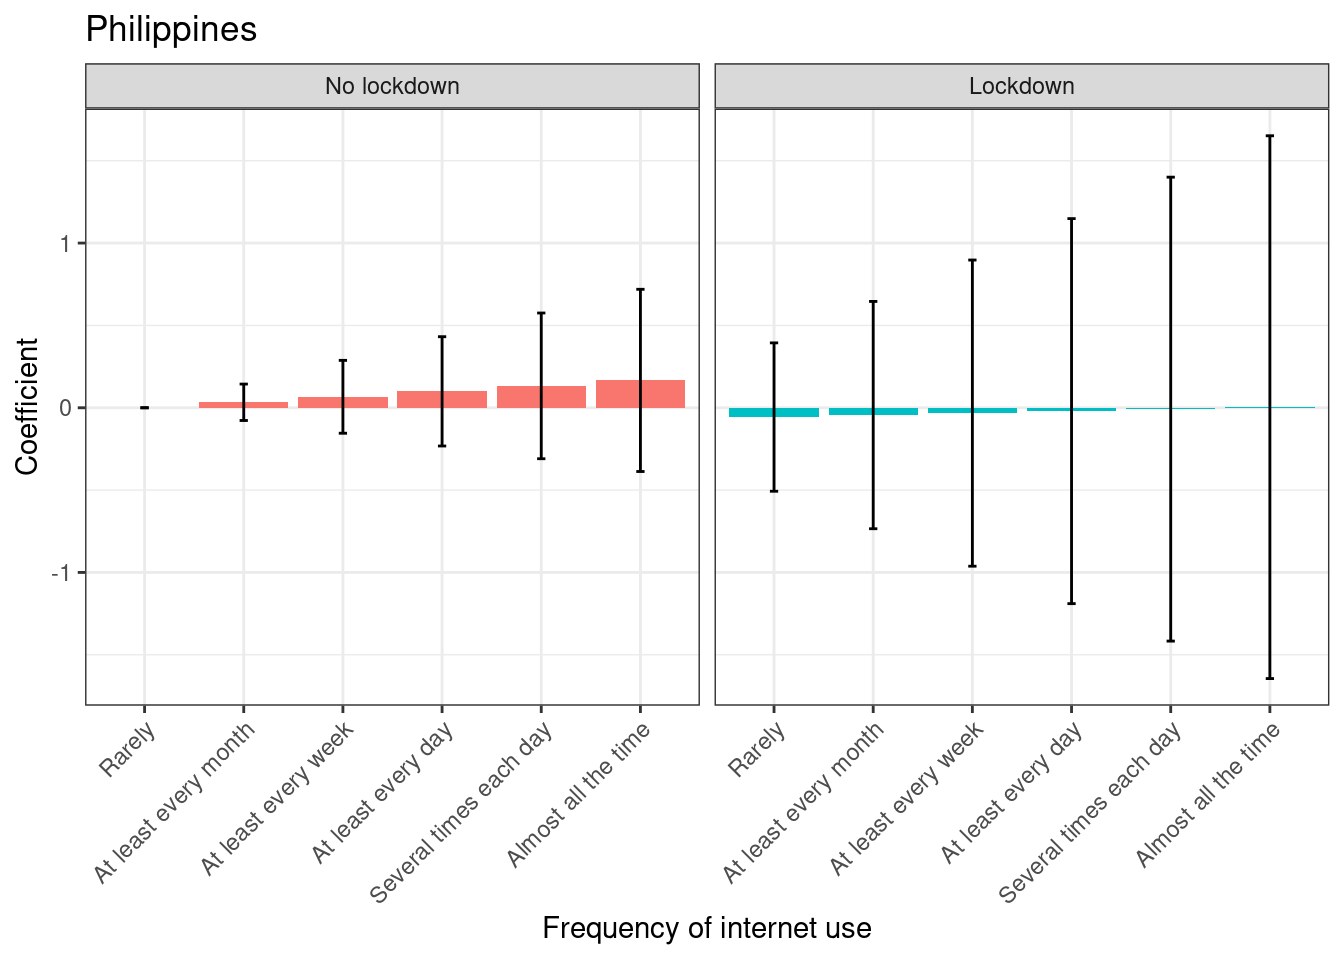 Philippines
No lockdown
Lockdown
Coefficient
1
0
-1
Rarely
At least every month
At least every week
At least every day
Several times each day
Almost all the time
Rarely
At least every month
At least every week
At least every day
Several times each day
Almost all the time
Frequency of internet use